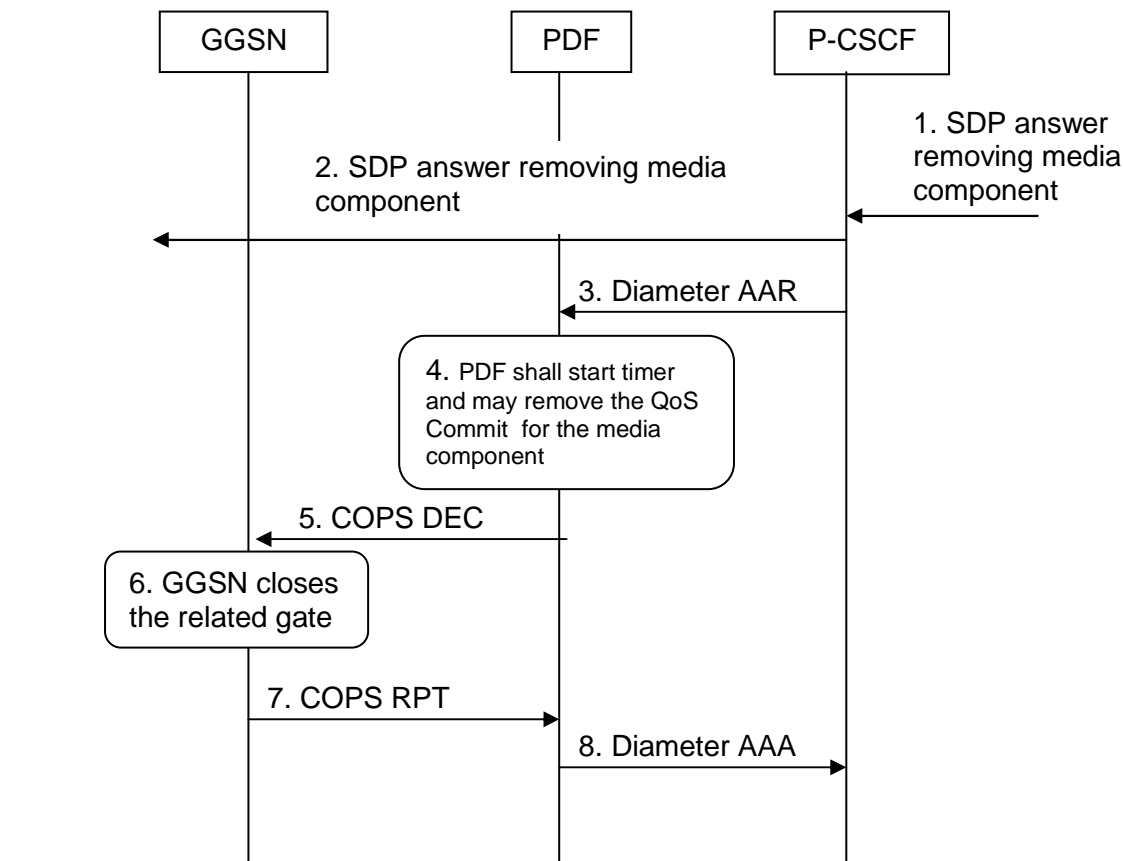 GGSN
PDF
P-CSCF
1. SDP answer
removing media
component
2. SDP answer removing media
component
3. Diameter AAR
4. PDF shall start timer
and may remove the QoS
Commit for the media
component
5. COPS DEC
6. GGSN closes
the related gate
7. COPS RPT
8. Diameter AAA